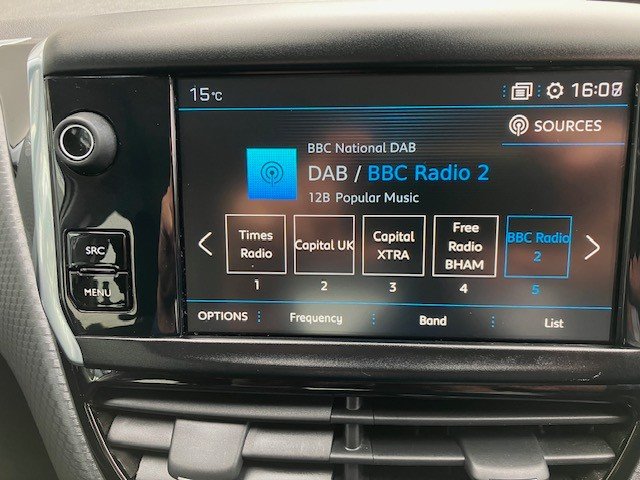 15°C
16:09
SOURCES
BBC National DAB
DAB / BBC Radio 2
12B Popular Music
Times
Radio
Capital UK
Capital
XTRA
Free
Radio
BHAM
BBC Radio
2
1
2
3
4
5
SRC
MENU
OPTIONS
Frequency
Band
List